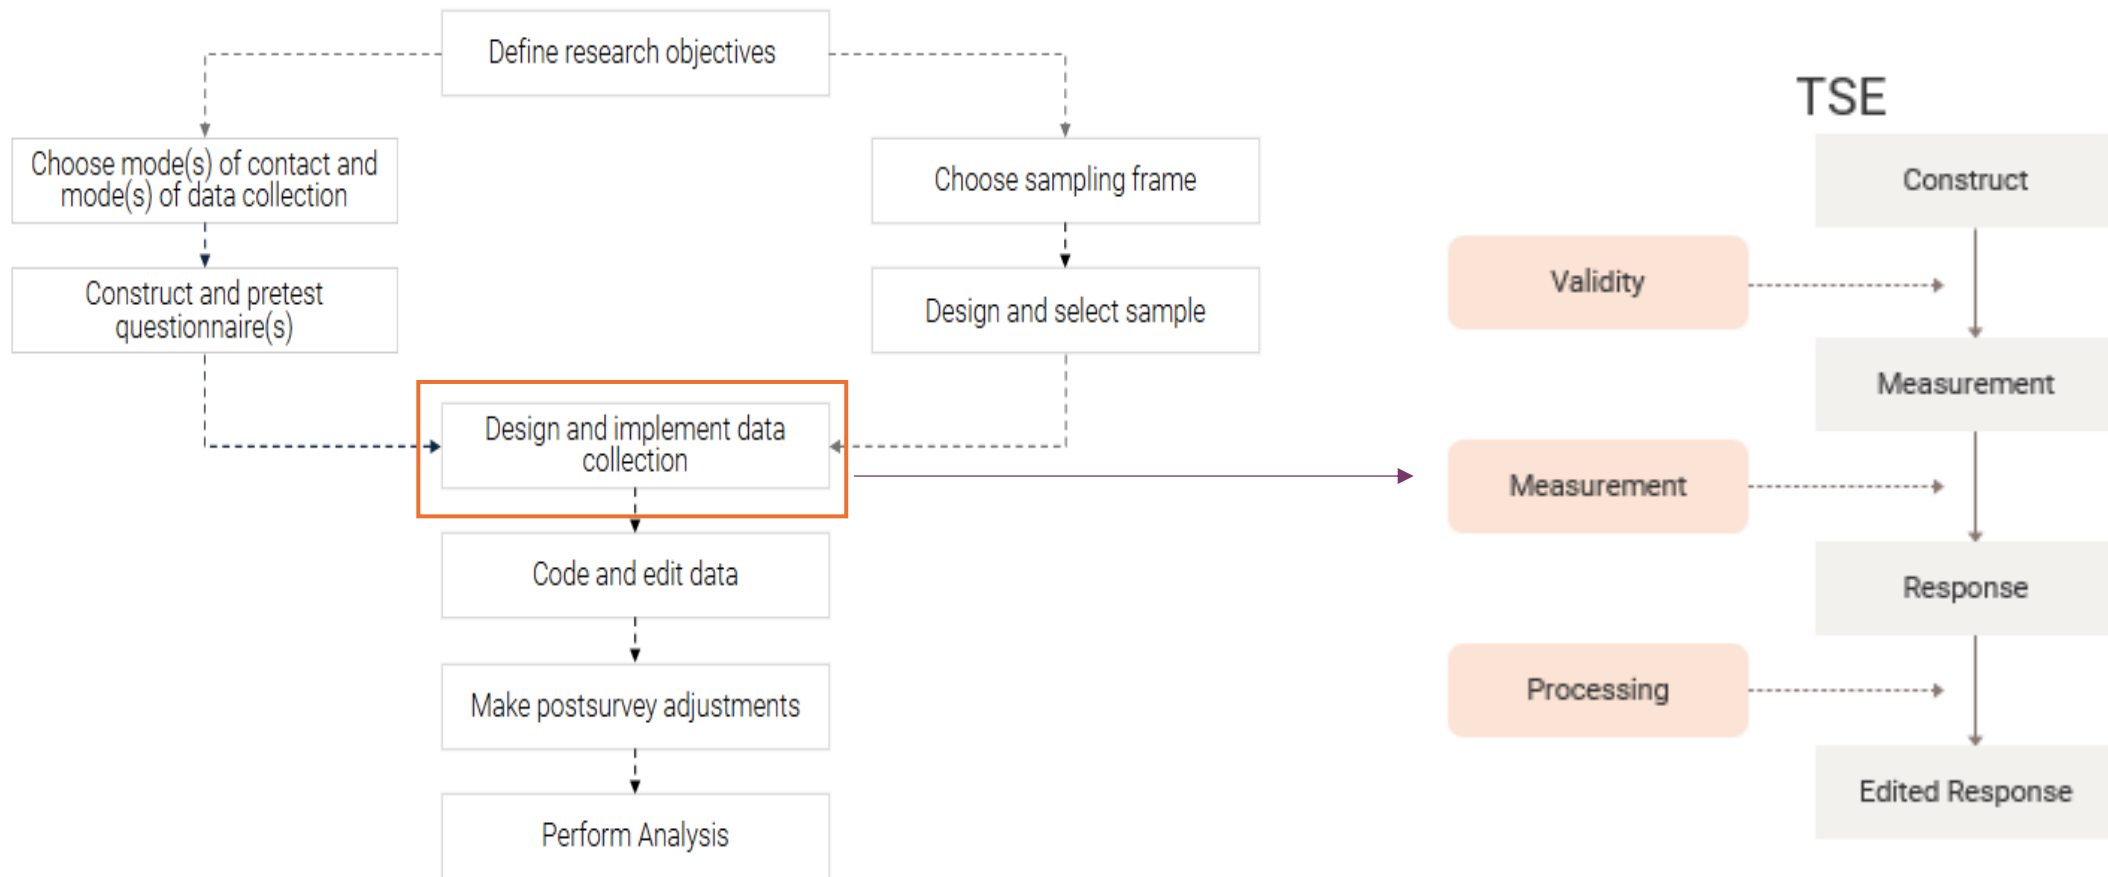 Define research objectives
Choose mode(s) of contact and
mode(s) of data collection
Choose sampling frame
Construct and pretest
questionnaire(s)
Design and select sample
Design and implement data
collection
Code and edit data
Make postsurvey adjustments
Perform Analysis
TSE
Construct
Validity
Measurement
Measurement
Response
Processing
Edited Response